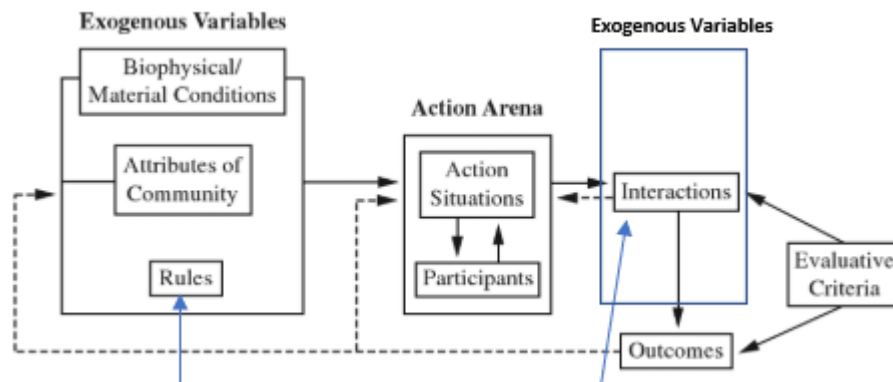 Exogenous Variables
Biophysical/
Material Conditions
Attributes of
Community
Rules
Action Arena
Action
Situations
Participants
Exogenous Variables
Interactions
Outcomes
Evaluative
Criteria